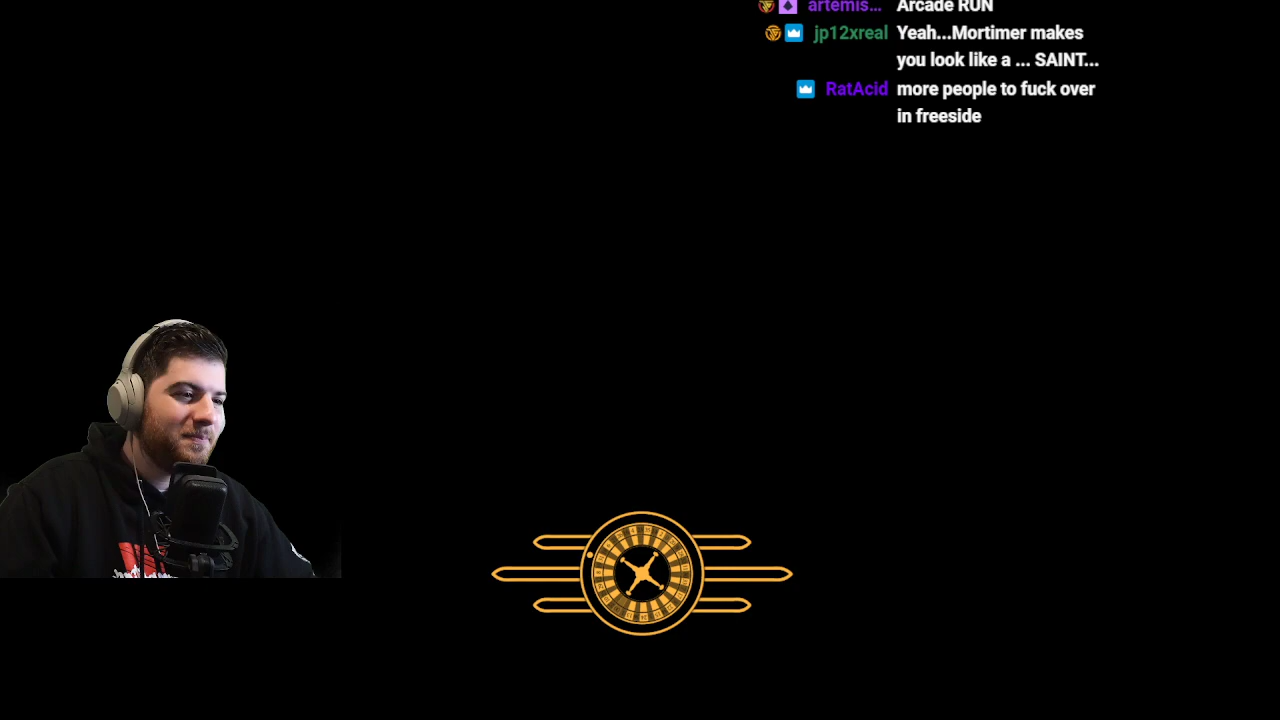 artemis... Arcade RUN
jp12xreal Yeah...Mortimer makes
you look like a ... SAINT...
RatAcid more people to fuck over
in freeside